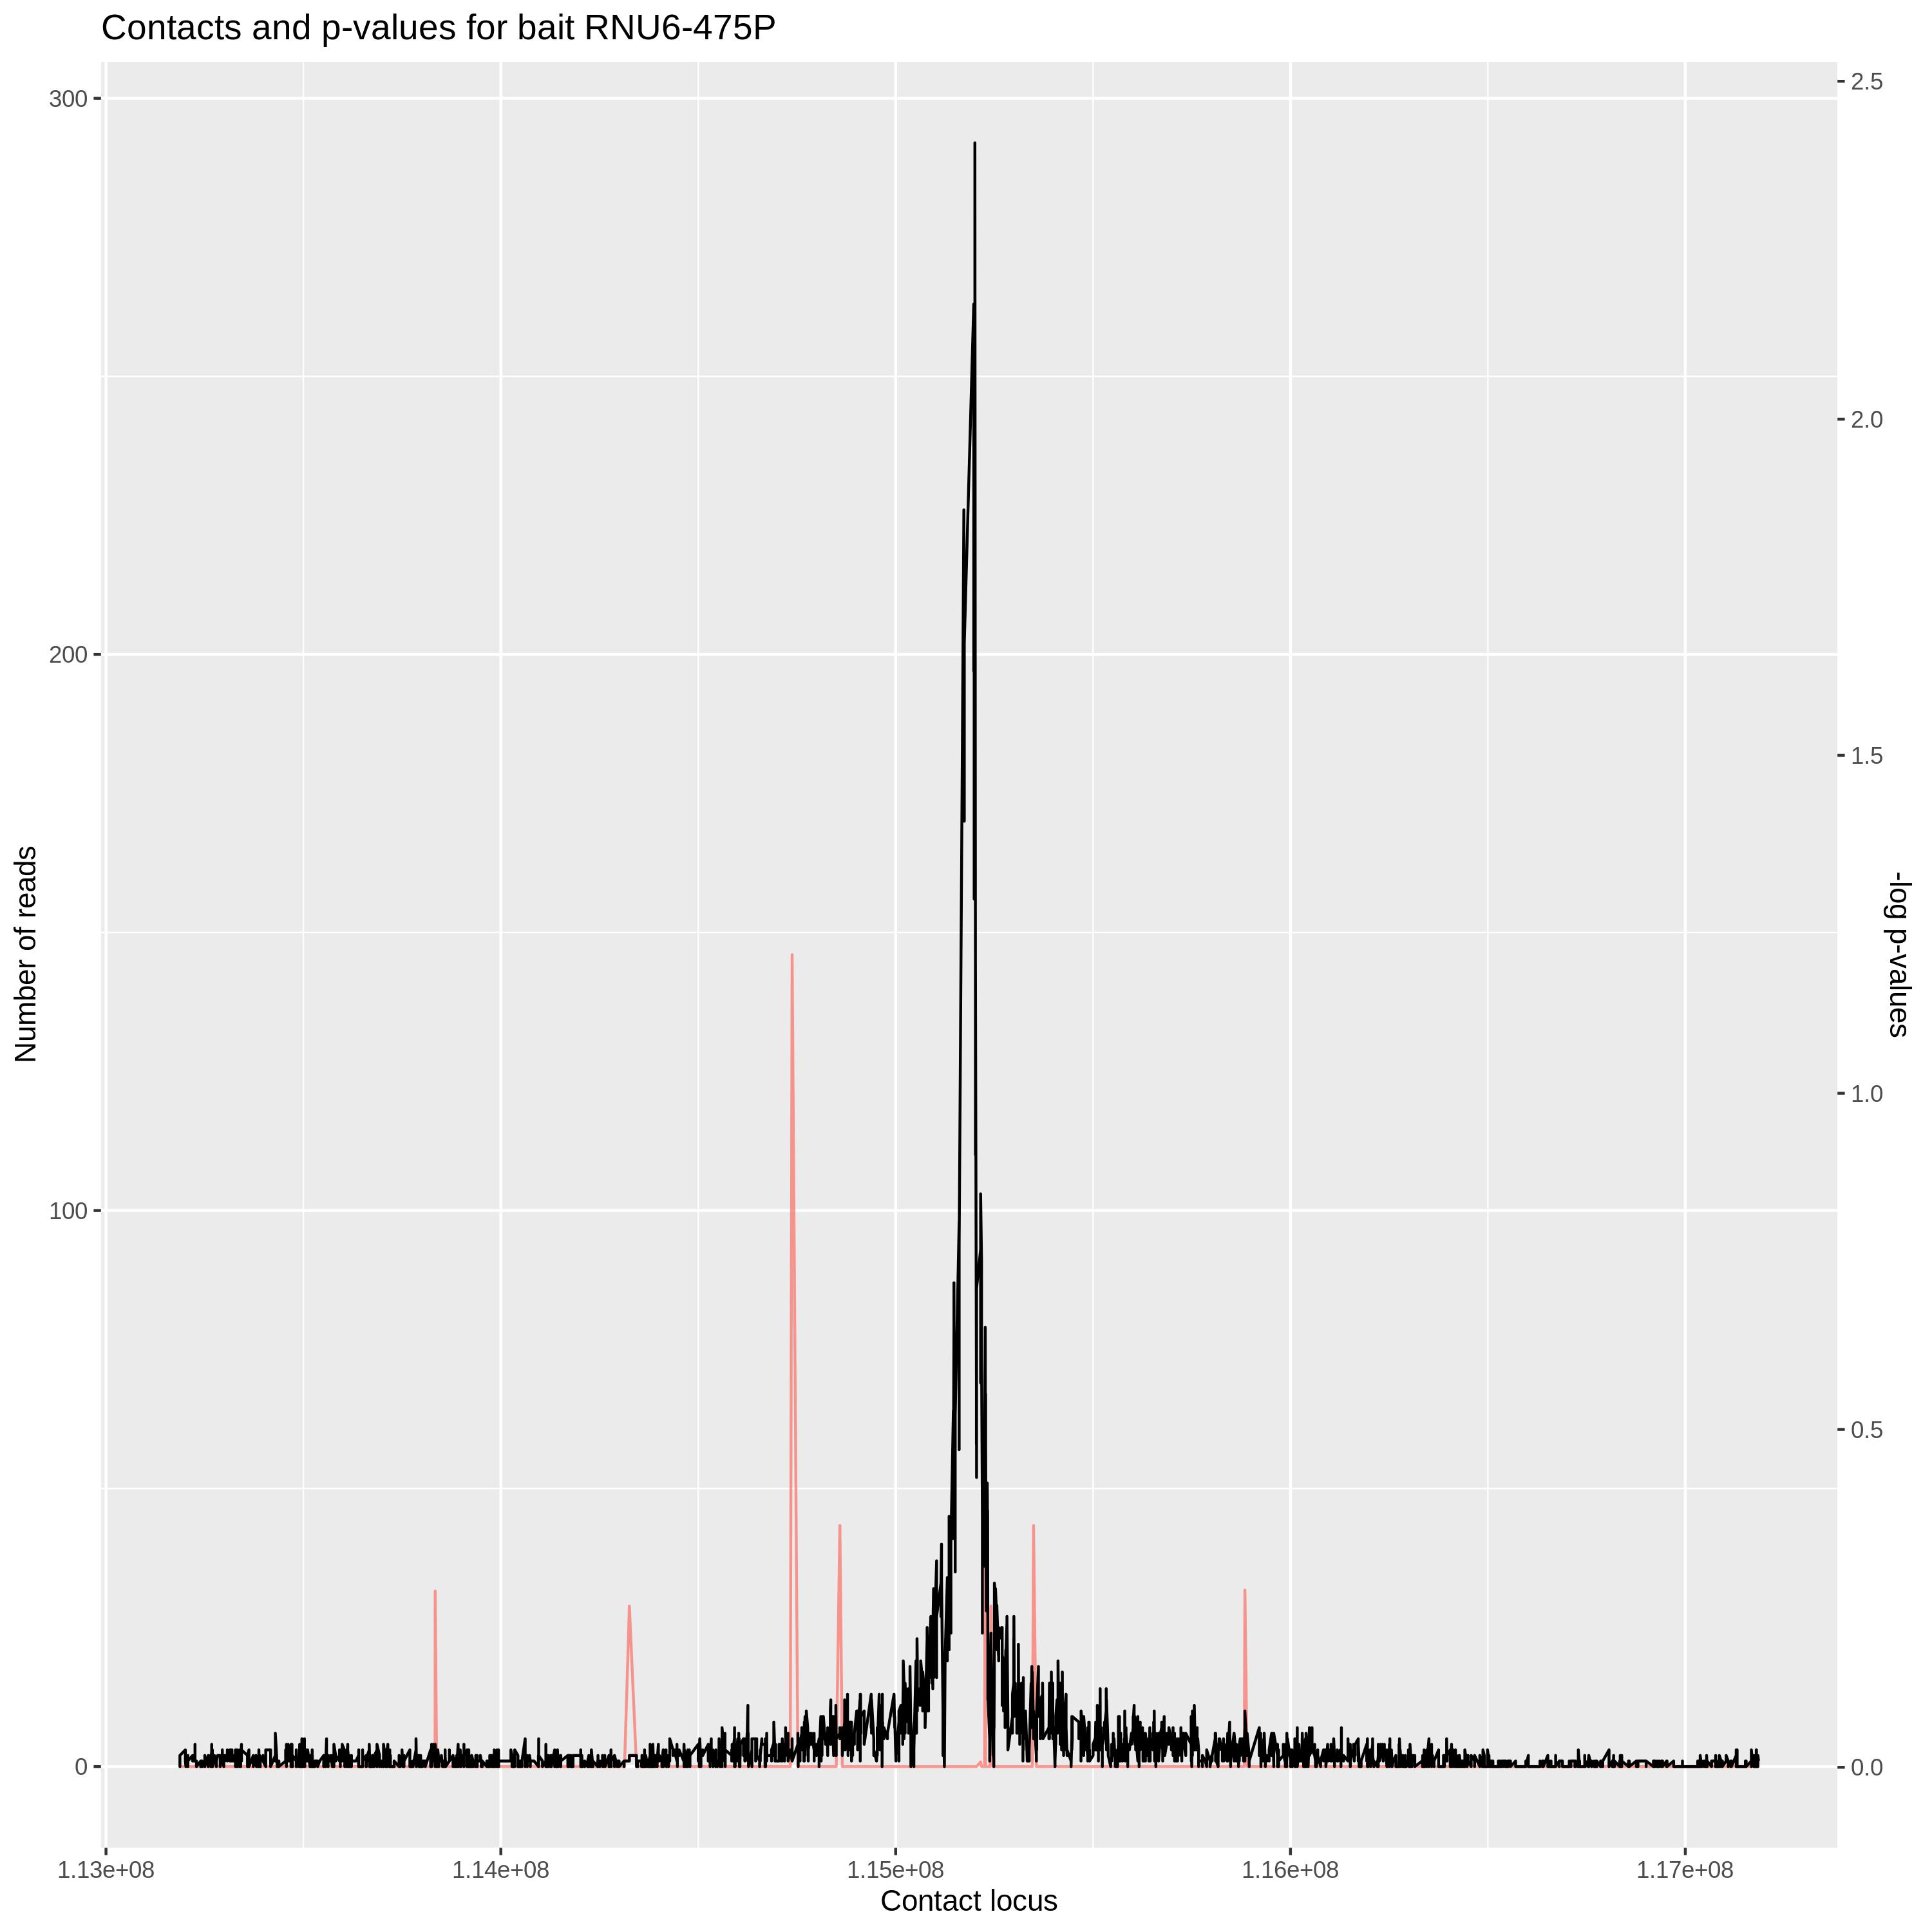 Contacts and p-values for bait RNU6-475P
300
200
100
0
Number of reads
2.5
2.0
1.5
1.0
0.5
0.0
-log p-values
1.13e+08
1.14e+08
1.15e+08
1.16e+08
1.17e+08
Contact locus